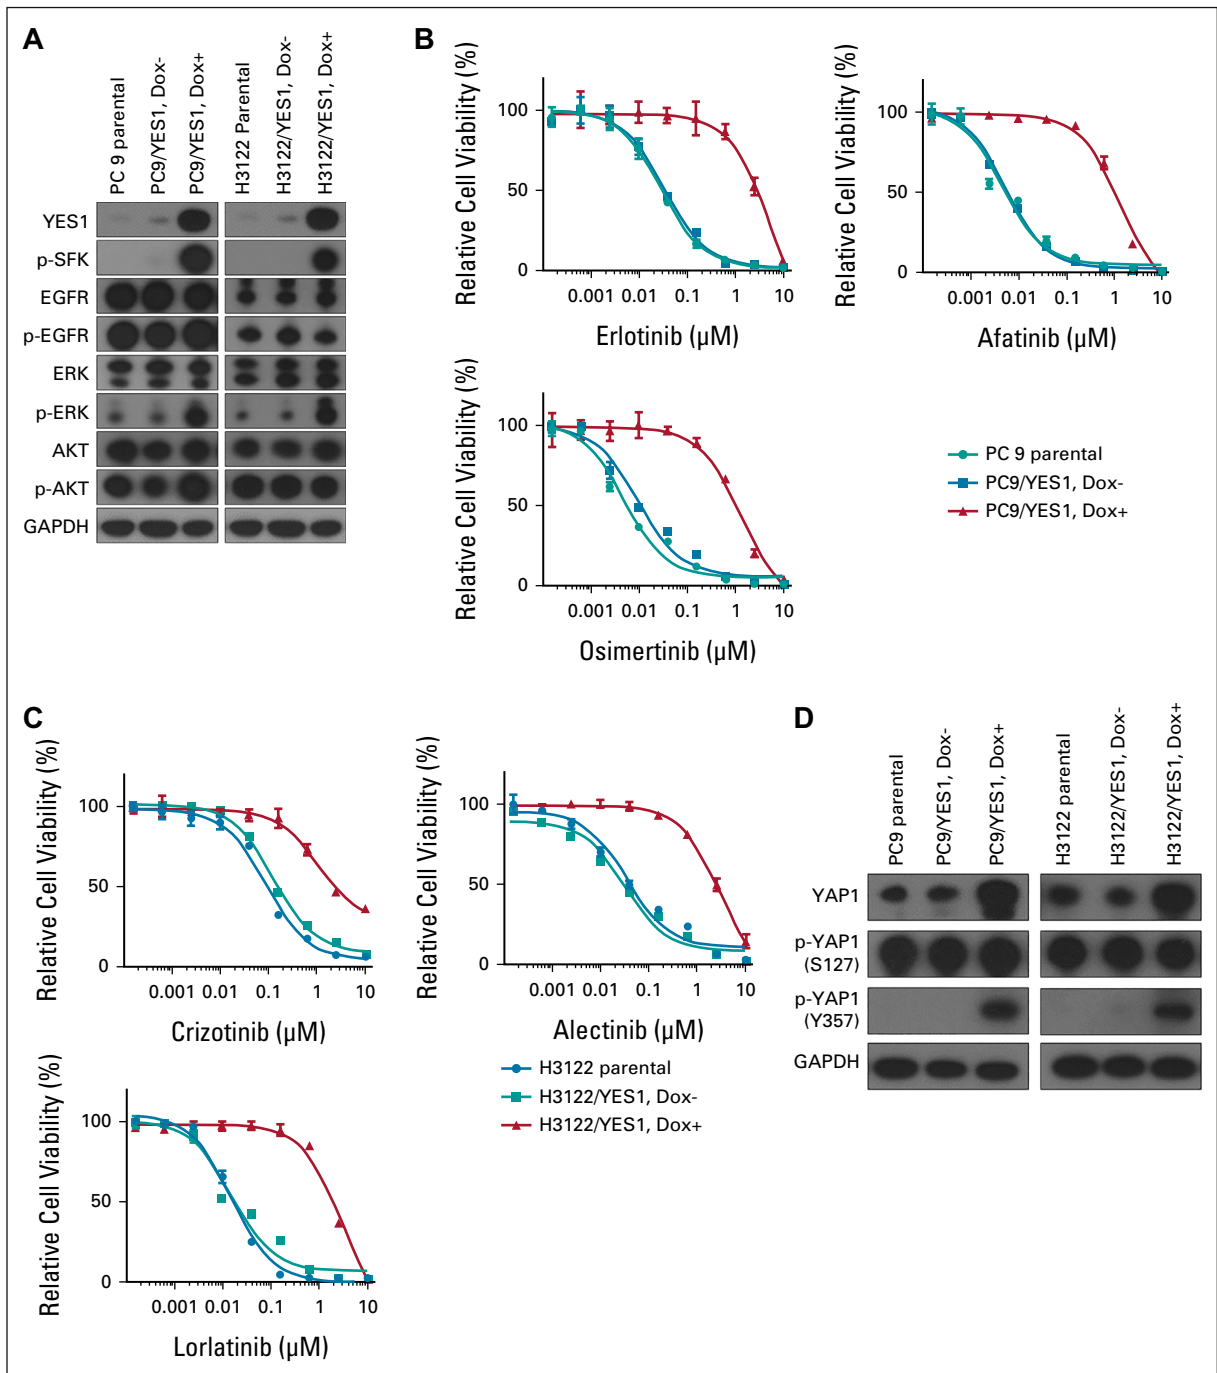 A
PC 9 parental
PC9/YES1, Dox-
PC9/YES1, Dox+
H3122 Parental
H3122/YES1, Dox-
H3122/YES1, Dox+
YES1
p-SFK
EGFR
p-EGFR
ERK
p-ERK
AKT
p-AKT
GAPDH
B
Relative Cell Viability (%)
100
50
0
0.001 0.01 0.1 1 10
Erlotinib (µM)
Relative Cell Viability (%)
100
50
0
0.001 0.01 0.1 1 10
Afatinib (µM)
Relative Cell Viability (%)
100
50
0
0.001 0.01 0.1 1 10
Osimertinib (µM)
PC 9 parental
PC9/YES1, Dox-
PC9/YES1, Dox+
C
Relative Cell Viability (%)
100
50
0
0.001 0.01 0.1 1 10
Crizotinib (µM)
Relative Cell Viability (%)
100
50
0
0.001 0.01 0.1 1 10
Alectinib (µM)
H3122 parental
H3122/YES1, Dox-
H3122/YES1, Dox+
Relative Cell Viability (%)
100
50
0
0.001 0.01 0.1 1 10
Lorlatinib (µM)
D
PC9 parental
PC9/YES1, Dox-
PC9/YES1, Dox+
H3122 parental
H3122/YES1, Dox-
H3122/YES1, Dox+
YAP1
p-YAP1
(S127)
p-YAP1
(Y357)
GAPDH